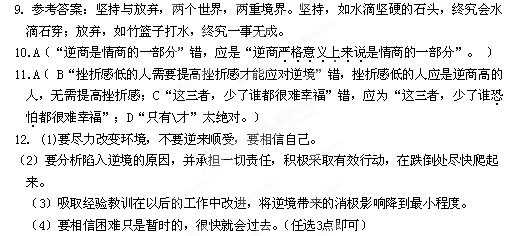 9. 参考答案：坚持与放弃，两个世界，两重境界。坚持，如水滴坚硬的石头，终究会水
滴石穿；放弃，如竹篮子打水，终究一事无成。
10.A（“逆商是情商的一部分”错，应是“逆商严格意义上来说是情商的一部分”。 ）
11.A（ B“挫折感低的人需要提高挫折感才能应对逆境”错，挫折感低的人应是逆商高的
人，无需提高挫折感；C“这三者，少了谁都很难幸福”错，应为“这三者，少了谁恐
怕都很难幸福”；D“只有\才”太绝对。）
12. (1)要尽力改变环境，不要逆来顺受，要相信自己。
（2）要分析陷入逆境的原因，并承担一切责任，积极采取有效行动，在跌倒处尽快爬起
来。
（3）吸取经验教训在以后的工作中改进，将逆境带来的消极影响降到最小程度。
（4）要相信困难只是暂时的，很快就会过去。（任选3点即可）